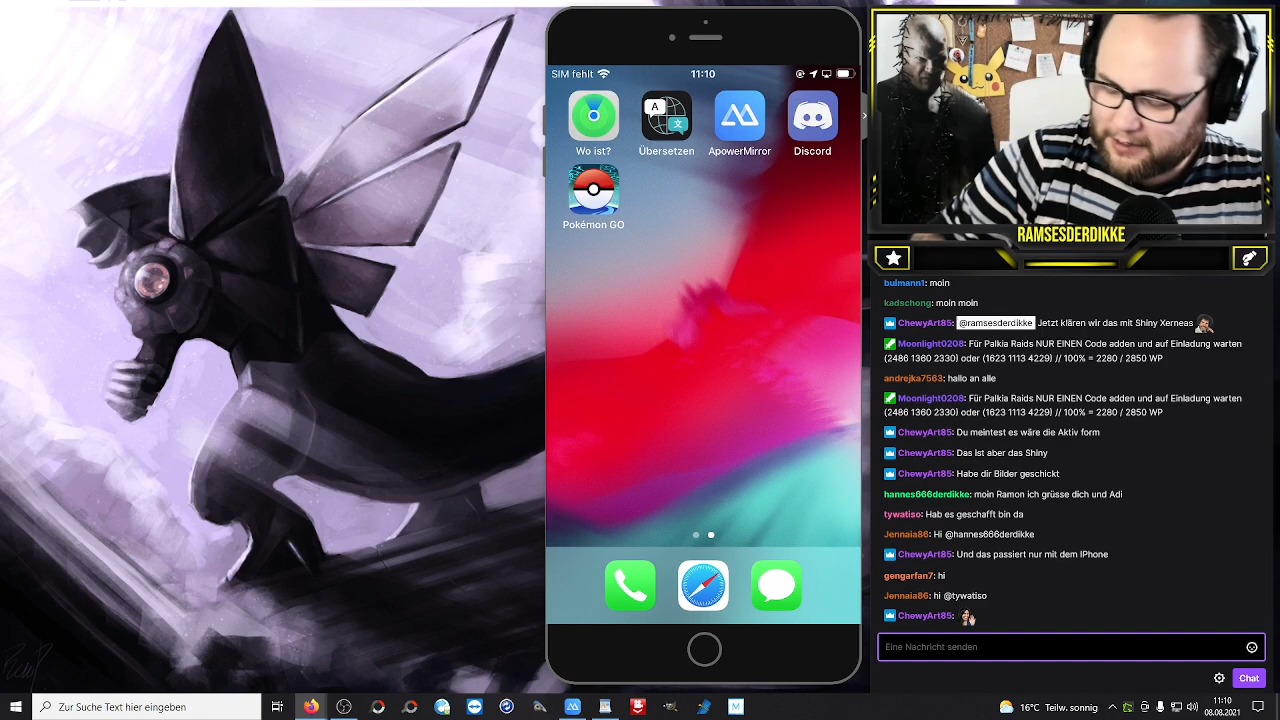 SIM fehlt
11:10
Wo ist?
Übersetzen
ApowerMirror
Discord
Pokémon GO
RAMSESDERDIKKE
bulmann1: moin
kadschong: moin moin
ChewyArt85: @ramsesderdikke Jetzt klären wir das mit Shiny Xerneas
Moonlight0208: Für Palkia Raids NUR EINEN Code adden und auf Einladung warten
(2486 1360 2330) oder (1623 1113 4229) // 100% = 2280 / 2850 WP
andrejka7563: hallo an alle
Moonlight0208: Für Palkia Raids NUR EINEN Code adden und auf Einladung warten
(2486 1360 2330) oder (1623 1113 4229) // 100% = 2280 / 2850 WP
ChewyArt85: Du meintest es wäre die Aktiv form
ChewyArt85: Das ist aber das Shiny
ChewyArt85: Habe dir Bilder geschickt
hannes666derdikke: moin Ramon ich grüsse dich und Adi
tywatiso: Hab es geschafft bin da
Jennaia86: Hi @hannes666derdikke
ChewyArt85: Und das passiert nur mit dem IPhone
gengarfan7: hi
Jennaia86: hi @tywatiso
ChewyArt85:
Eine Nachricht senden
Chat
Zur Suche Text hier eingeben
16°C
11:10
08.08.2021